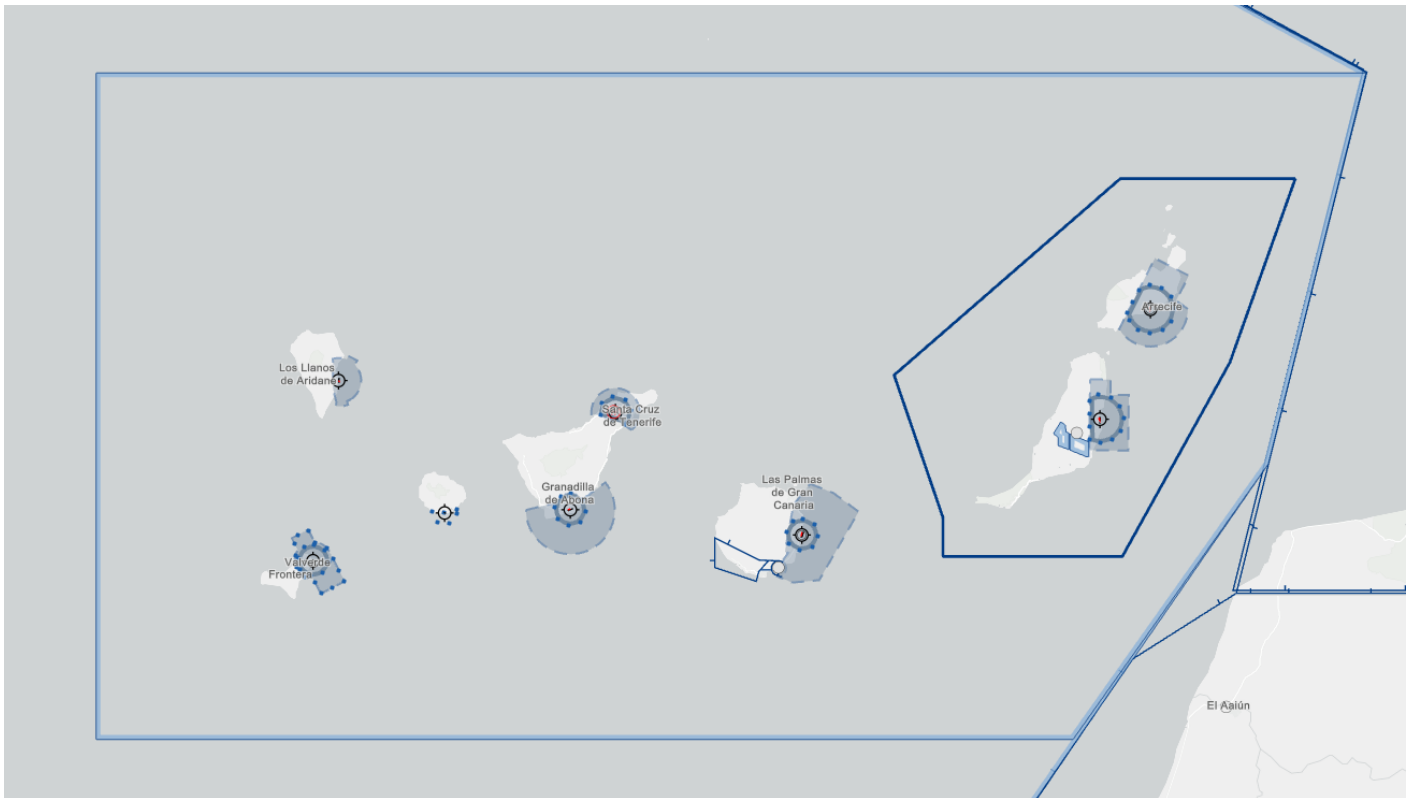 Arrecife
Los Llanos
de Aridane
Santa Cruz
de Tenerife
Las Palmas
de Gran
Canaria
Granadilla
de Abona
Valverde
Frontera
El Aaiún